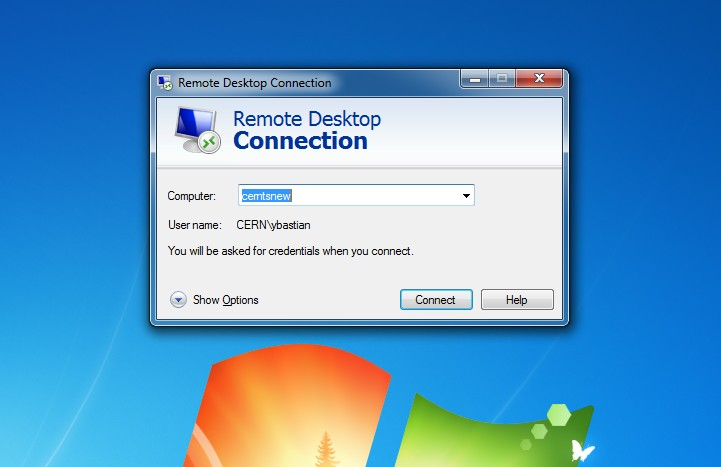 Remote Desktop Connection
Remote Desktop
Connection
Computer: cerntsnew
User name: CERN\ybastian
You will be asked for credentials when you connect.
Show Options Connect Help